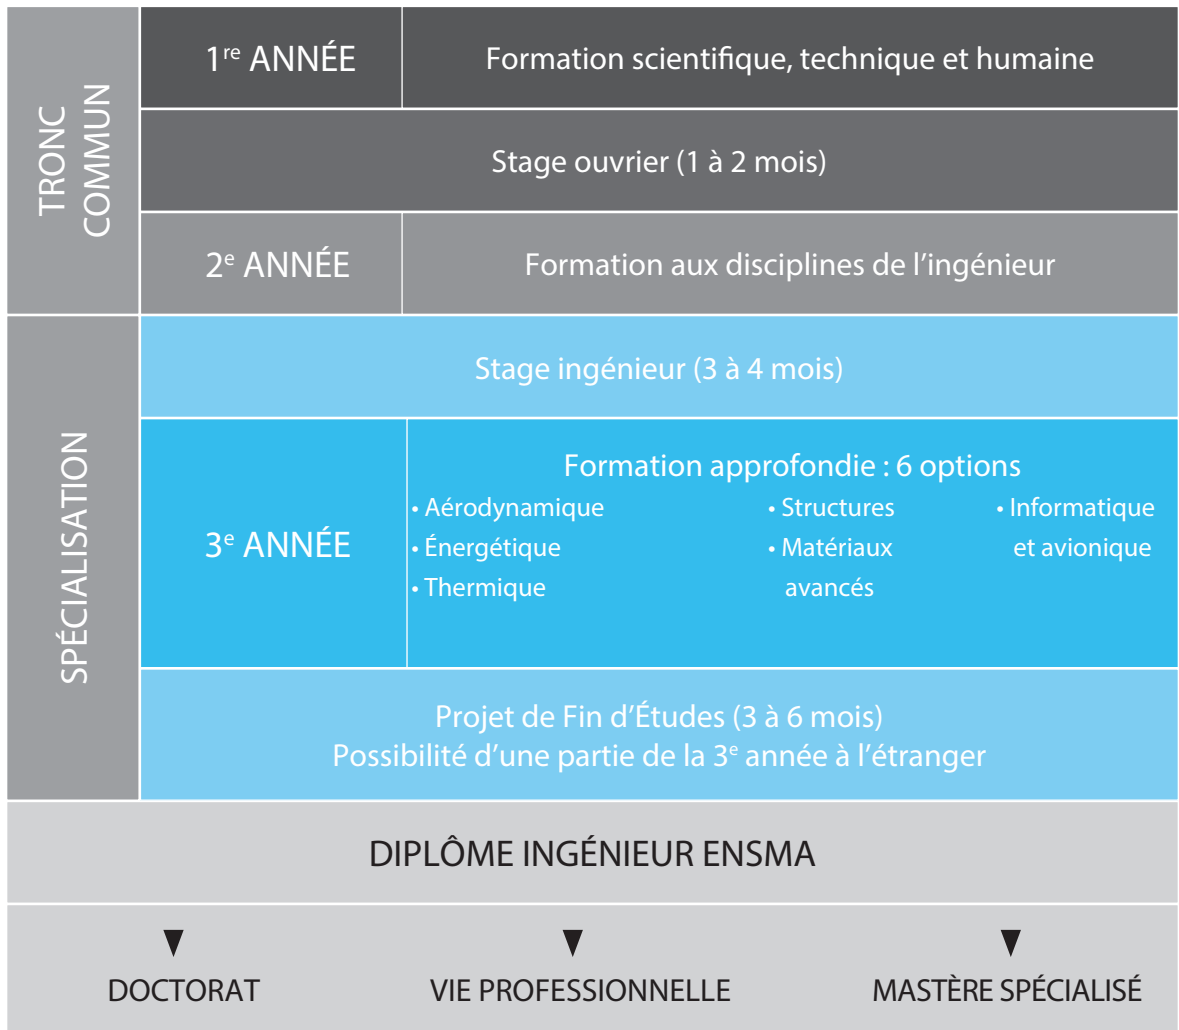 TRONC
COMMUN
1re ANNÉE
Formation scientifique, technique et humaine
Stage ouvrier (1 à 2 mois)
2e ANNÉE
Formation aux disciplines de l’ingénieur
SPÉCIALISATION
Stage ingénieur (3 à 4 mois)
3e ANNÉE
Formation approfondie : 6 options
• Aérodynamique
• Énergétique
• Thermique
• Structures
• Matériaux
avancés
• Informatique
et avionique
Projet de Fin d’Études (3 à 6 mois)
Possibilité d’une partie de la 3e année à l’étranger
DIPLÔME INGÉNIEUR ENSMA
DOCTORAT
VIE PROFESSIONNELLE
MASTÈRE SPÉCIALISÉ